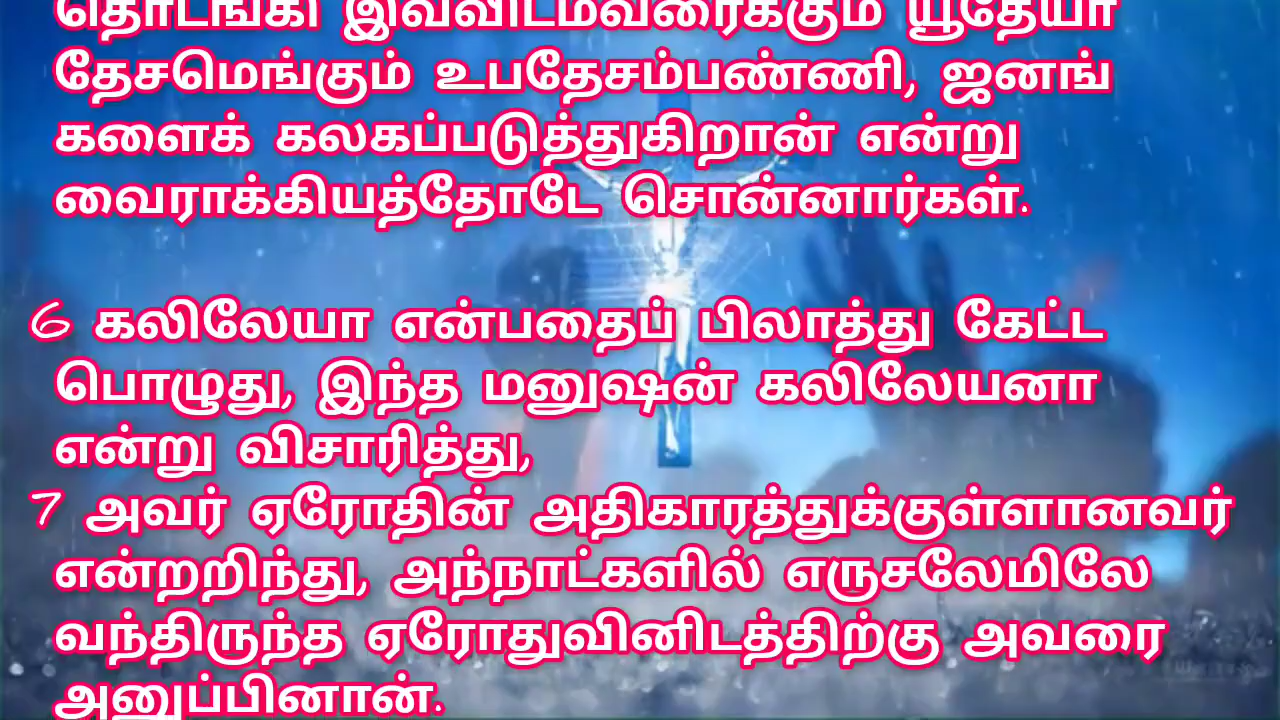 தொடங்கி இவ்விடம்வரைக்கும் யூதேயா
தேசமெங்கும் உபதேசம்பண்ணி, ஜனங்
களைக் கலகப்படுத்துகிறான் என்று
வைராக்கியத்தோடே சொன்னார்கள்.
6 கலிலேயா என்பதைப் பிலாத்து கேட்ட
பொழுது, இந்த மனுஷன் கலிலேயனா
என்று விசாரித்து,
7 அவர் ஏரோதின் அதிகாரத்துக்குள்ளானவர்
என்றறிந்து, அந்நாட்களில் எருசலேமிலே
வந்திருந்த ஏரோதுவினிடத்திற்கு அவரை
அனுப்பினான்.